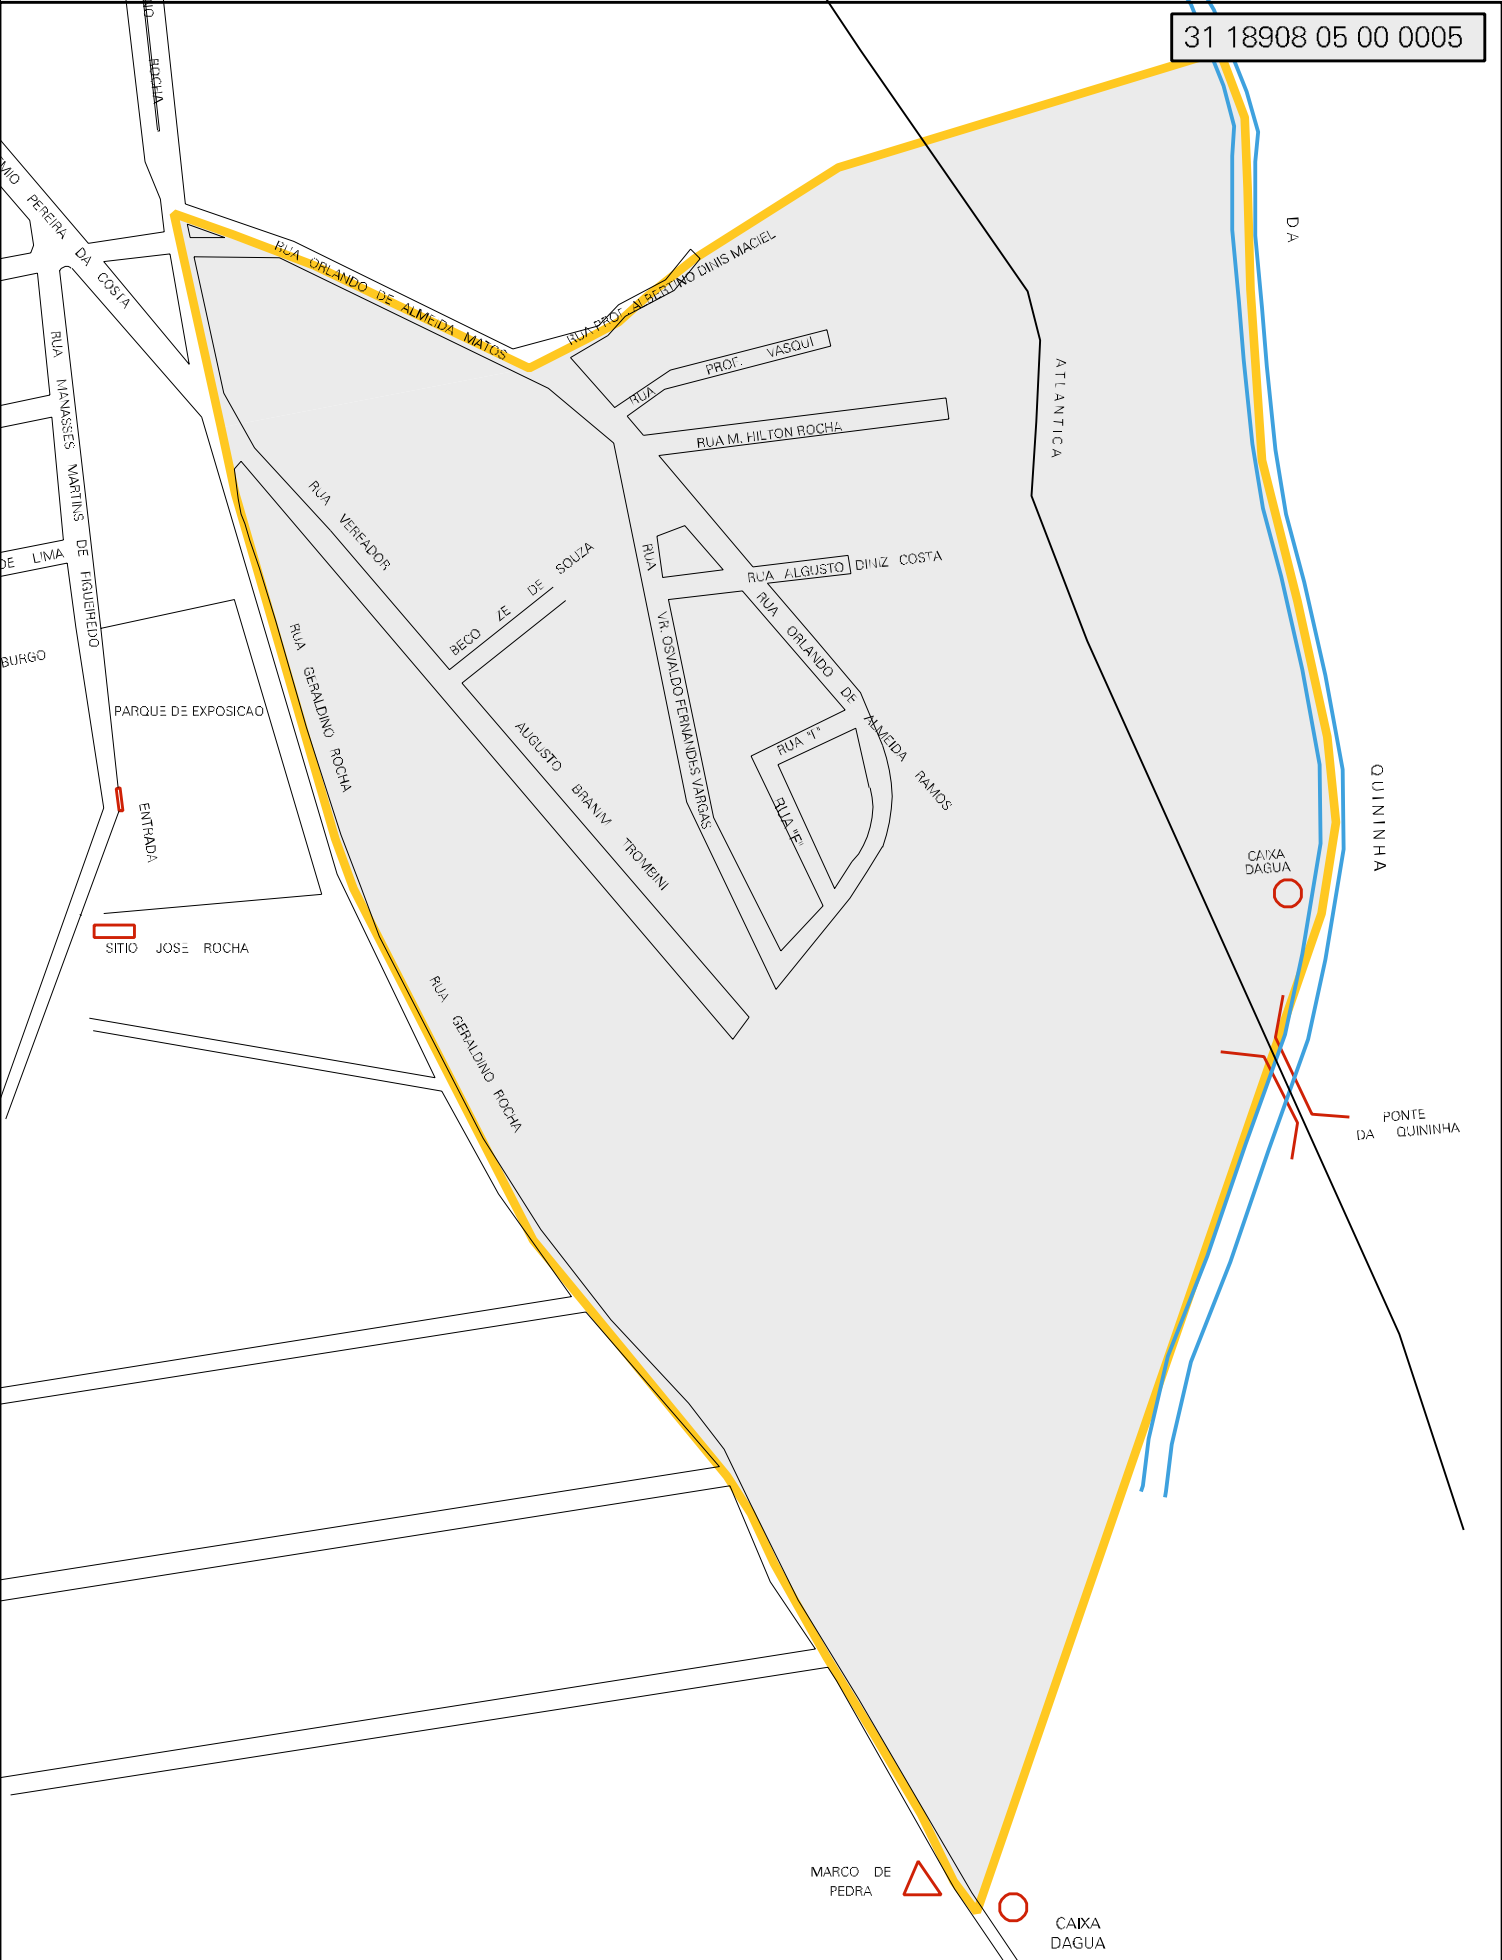 31 18908 05 00 0005
NO
ROCHA
PEREIRA DA COSTA
DA
RUA ORLANDO DE ALMEIDA MATOS
RUA PROF. ALBERTINO DINIS MACIEL
RUA PROF. VASQUI
RUA M. HILTON ROCHA
ATLANTICA
RUA MANASSES MARTINS DE FIGUEIREDO
DE LIMA
BURGO
RUA VEREADOR
AUGUSTO BRANIM TROMBINI
BECO ZE DE SOUZA
RUA VR. OSVALDO FERNANDES VARGAS
RUA ALGUSTO DINIZ COSTA
RUA ORLANDO DE ALMEIDA RAMOS
RUA "I"
RUA "E"
RUA GERALDINO ROCHA
PARQUE DE EXPOSICAO
ENTRADA
QUININHA
CAIXA
DAGUA
SITIO JOSE ROCHA
RUA GERALDINO ROCHA
PONTE
DA QUININHA
MARCO DE
PEDRA
CAIXA
DAGUA